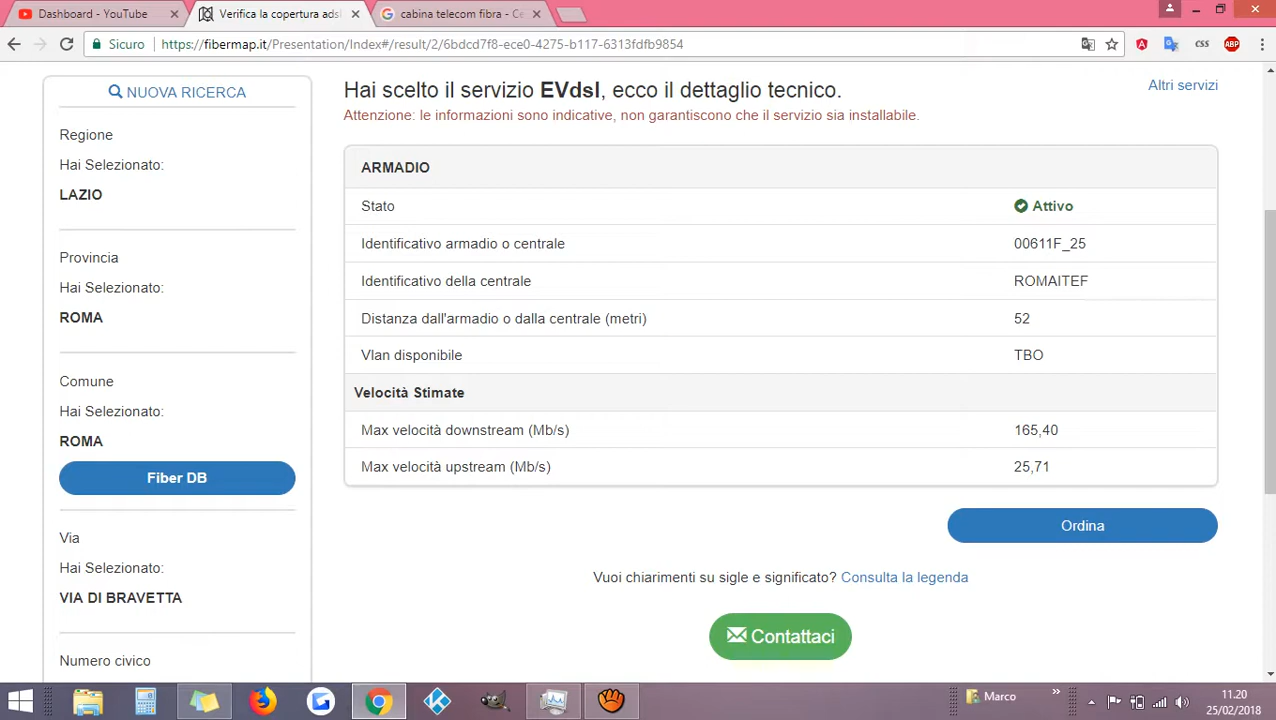 Dashboard - YouTube
Verifica la copertura adsl
cabina telecom fibra - Ce
Sicuro
https://fibermap.it/Presentation/Index#/result/2/6bdcd7f8-ece0-4275-b117-6313fdfb9854
CSS
ABP
NUOVA RICERCA
Regione
Hai Selezionato:
LAZIO
Provincia
Hai Selezionato:
ROMA
Comune
Hai Selezionato:
ROMA
Fiber DB
Via
Hai Selezionato:
VIA DI BRAVETTA
Numero civico
Hai scelto il servizio EVdsl, ecco il dettaglio tecnico.
Altri servizi
Attenzione: le informazioni sono indicative, non garantiscono che il servizio sia installabile.
ARMADIO
Stato Attivo
Identificativo armadio o centrale 00611F_25
Identificativo della centrale ROMAITEF
Distanza dall'armadio o dalla centrale (metri) 52
Vlan disponibile TBO
Velocità Stimate
Max velocità downstream (Mb/s) 165,40
Max velocità upstream (Mb/s) 25,71
Ordina
Vuoi chiarimenti su sigle e significato? Consulta la legenda
Contattaci
Marco
11.20
25/02/2018